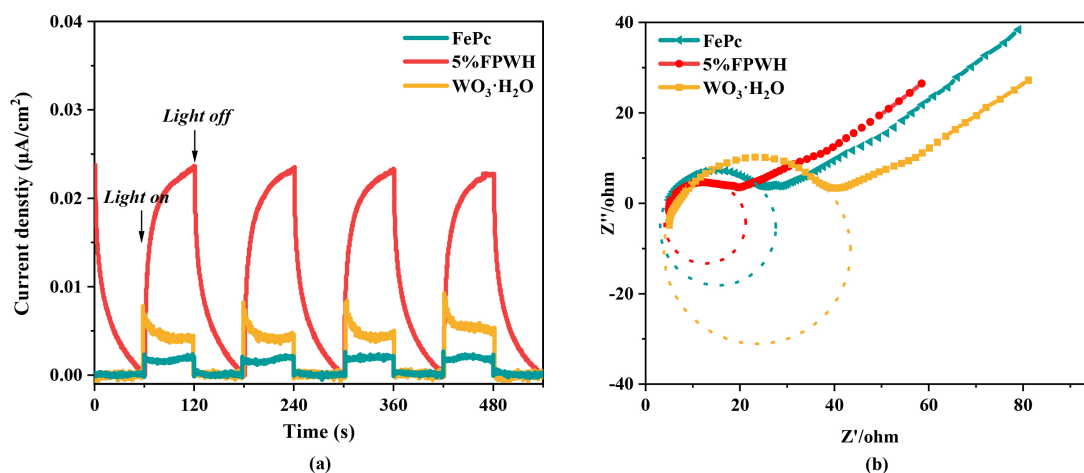 0.04
0.03
0.02
0.01
0.00
Current denstiy (μA/cm²)
FePc
5%FPWH
WO₃·H₂O
Light off
Light on
0 120 240 360 480
Time (s)
(a)
40
20
0
-20
-40
Z''/ohm
FePc
5%FPWH
WO₃·H₂O
0 20 40 60 80
Z'/ohm
(b)